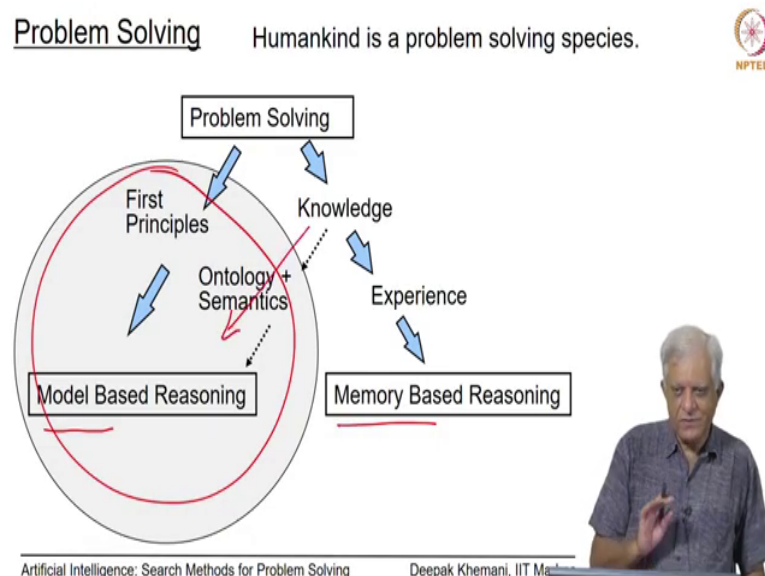 Problem Solving
Humankind is a problem solving species.
NPTEL
Problem Solving
First
Principles
Knowledge
Ontology +
Semantics
Experience
Model Based Reasoning
Memory Based Reasoning
Artificial Intelligence: Search Methods for Problem Solving
Deepak Khemani, IIT